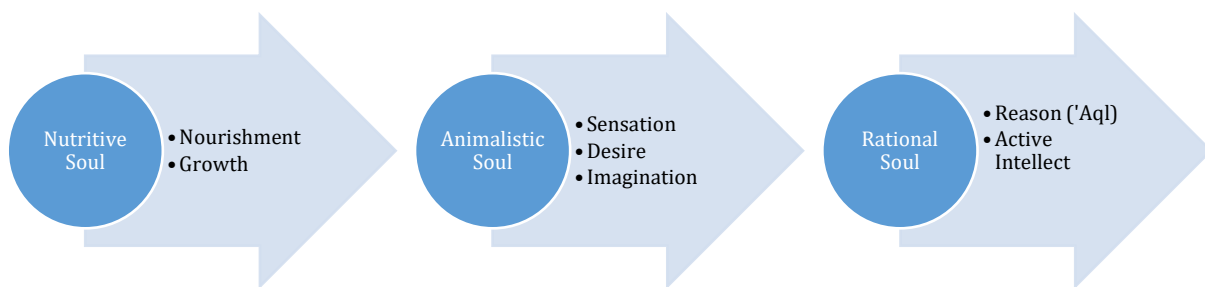 Nutritive
Soul
• Nourishment
• Growth
Animalistic
Soul
• Sensation
• Desire
• Imagination
Rational
Soul
• Reason ('Aql)
• Active
Intellect